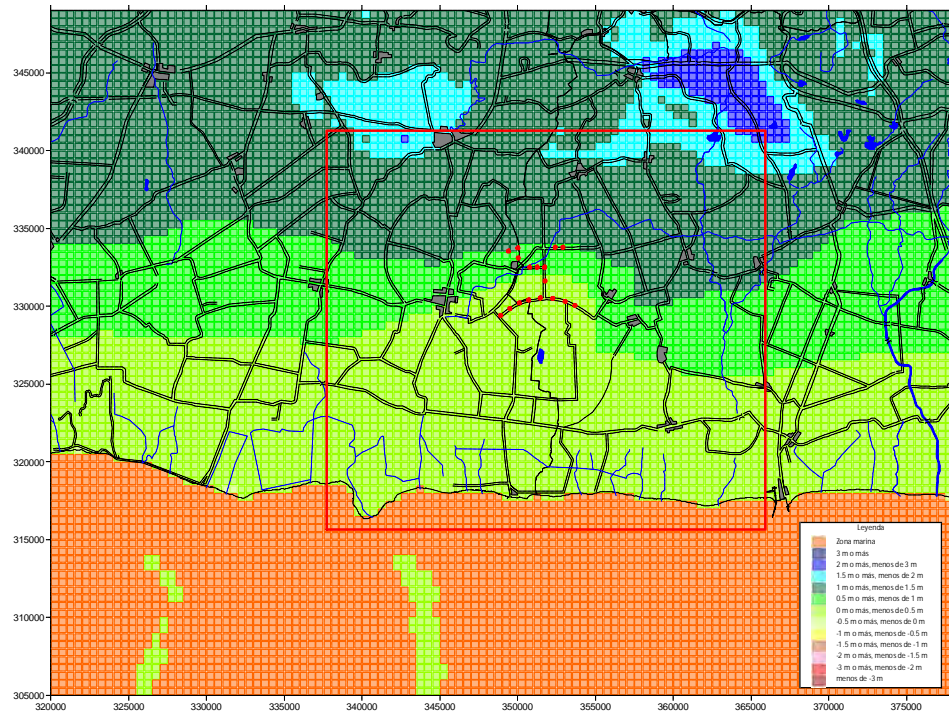 345000
340000
335000
330000
325000
320000
315000
310000
305000
320000 325000 330000 335000 340000 345000 350000 355000 360000 365000 370000 375000
Leyenda
Zona marina
3 m o más
2 m o más, menos de 3 m
1.5 m o más, menos de 2 m
1 m o más, menos de 1.5 m
0.5 m o más, menos de 1 m
0 m o más, menos de 0.5 m
-0.5 m o más, menos de 0 m
-1 m o más, menos de -0.5 m
-1.5 m o más, menos de -1 m
-2 m o más, menos de -1.5 m
-3 m o más, menos de -2 m
menos de -3 m